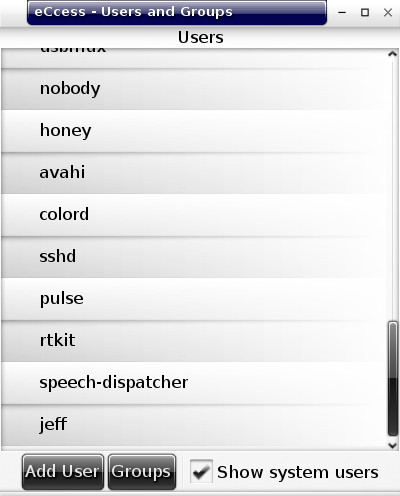 eCcess - Users and Groups
Users
usbmux
nobody
honey
avahi
colord
sshd
pulse
rtkit
speech-dispatcher
jeff
Add User Groups Show system users